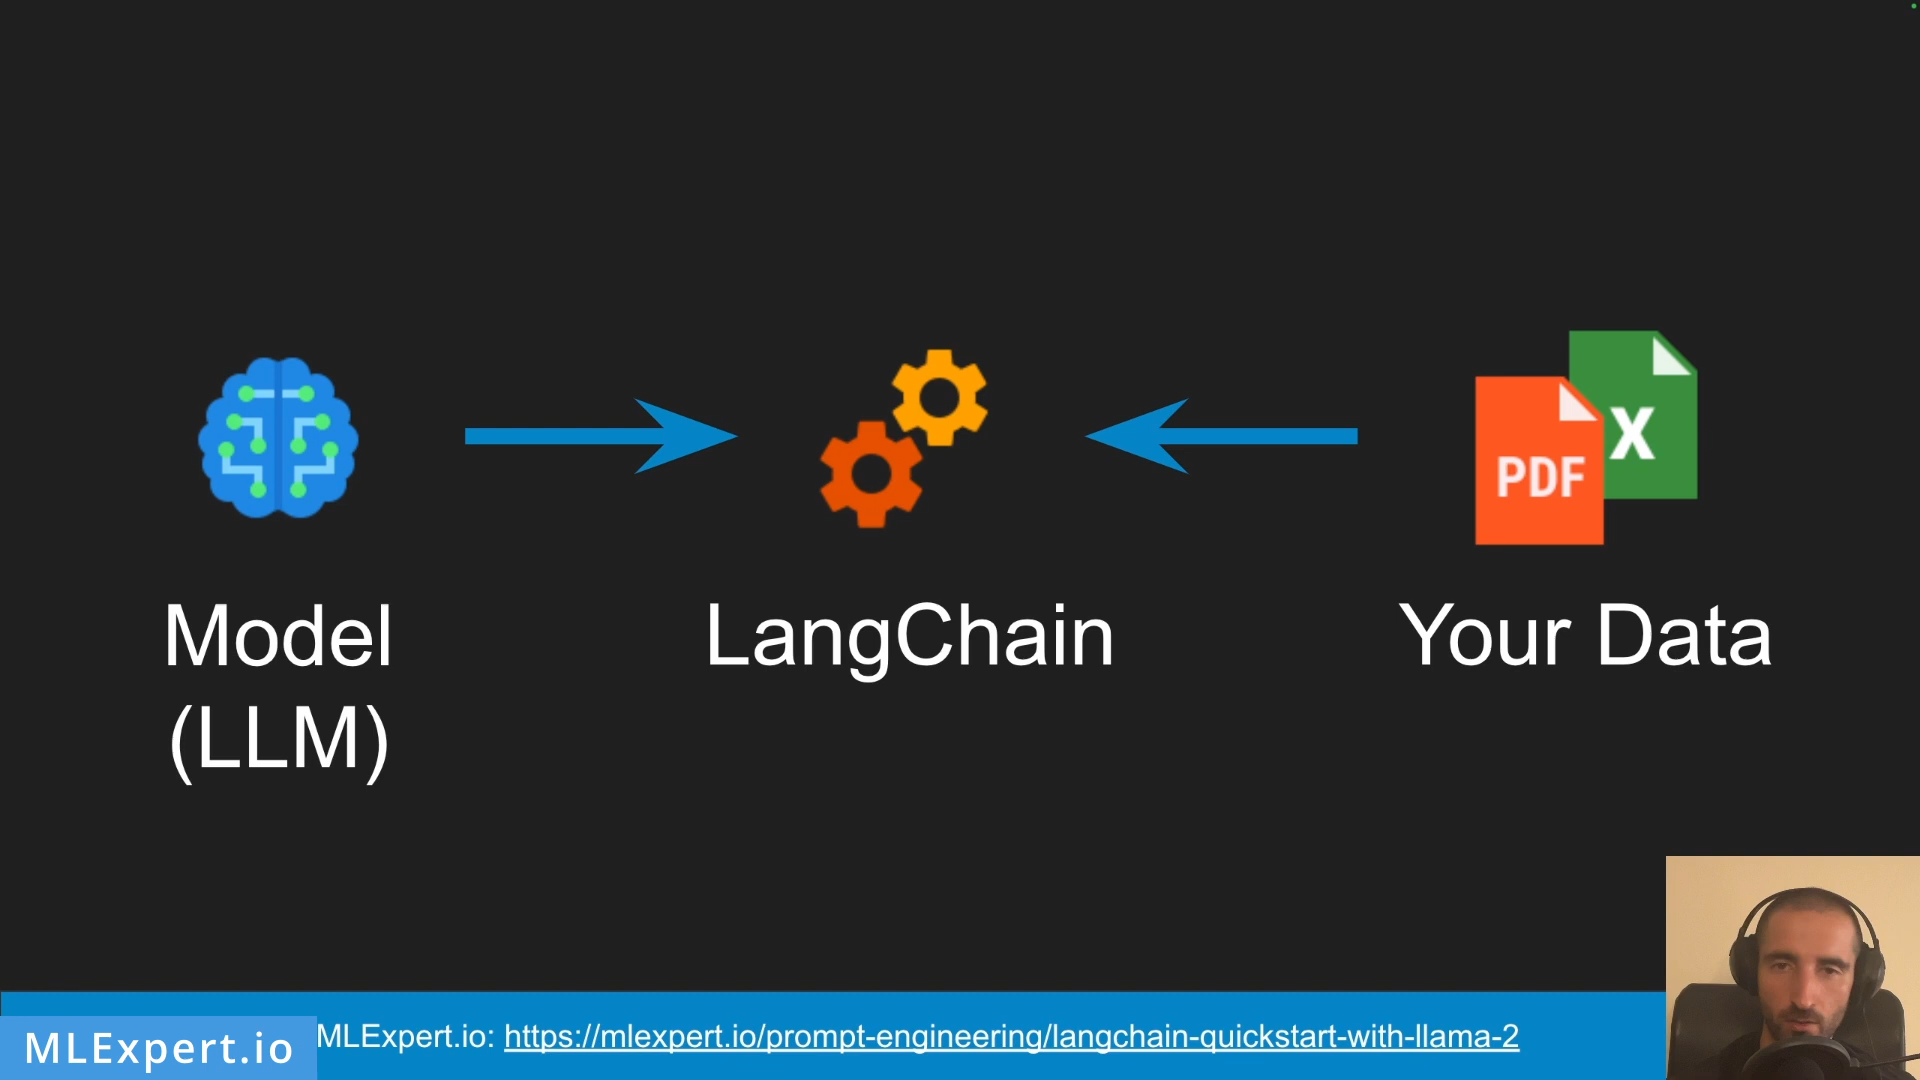 X
PDF
Model
(LLM)
LangChain
Your Data
MLExpert.io: https://mlexpert.io/prompt-engineering/langchain-quickstart-with-llama-2
MLExpert.io